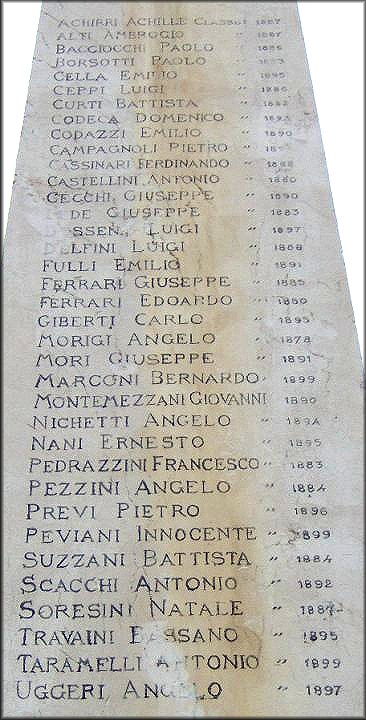 ACHIRRI ACHILLE CLASSE 1887
ALTI AMBROGIO " 1887
BAGGIOCCHI PAOLO " 1886
BORSOTTI PAOLO "
CELLA EMILIO " 1895
CEPPI LUIGI " 1886
CURTI BATTISTA " 1882
CODECA DOMENICO "
CODAZZI EMILIO " 1890
CAMPAGNOLI PIETRO "
CASSINARI FERDINANDO "
CASTELLINI ANTONIO " 1880
CECCHI GIUSEPPE " 1890
DE GIUSEPPE " 1883
LUIGI " 1897
DELFINI LUIGI " 1888
FULLI EMILIO " 1891
FERRARI GIUSEPPE " 1885
FERRARI EDOARDO " 1880
GIBERTI CARLO " 1895
MORIGI ANGELO " 1878
MORI GIUSEPPE " 1891
MARCONI BERNARDO " 1899
MONTEMEZZANI GIOVANNI 1890
NICHETTI ANGELO " 1894
NANI ERNESTO " 1895
PEDRAZZINI FRANCESCO " 1883
PEZZINI ANGELO " 1884
PREVI PIETRO " 1896
PEVIANI INNOCENTE " 1899
SUZZANI BATTISTA " 1884
SCACCHI ANTONIO " 1892
SORESINI NATALE " 1887
TRAVAINI BASSANO " 1895
TARAMELLI ANTONIO " 1899
UGGERI ANGELO " 1897